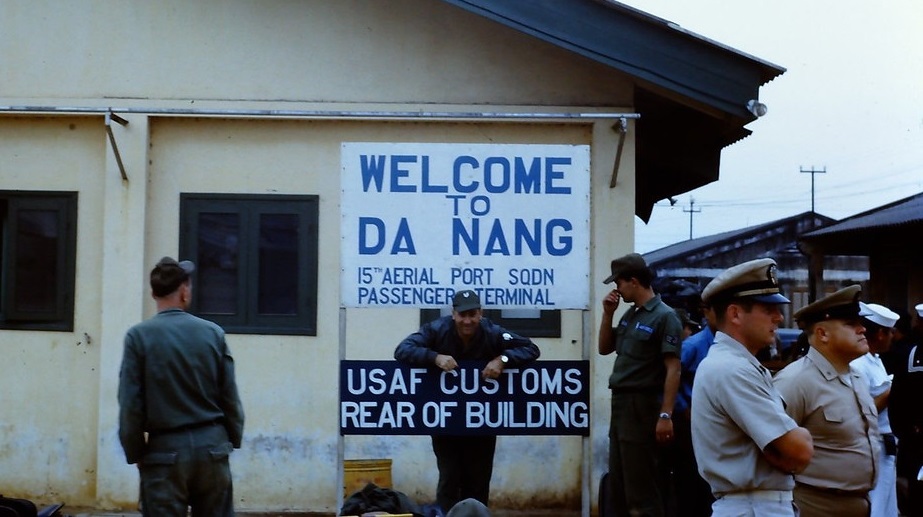 WELCOME
TO
DA NANG
15TH AERIAL PORT SQDN
PASSENGER TERMINAL
USAF CUSTOMS
REAR OF BUILDING